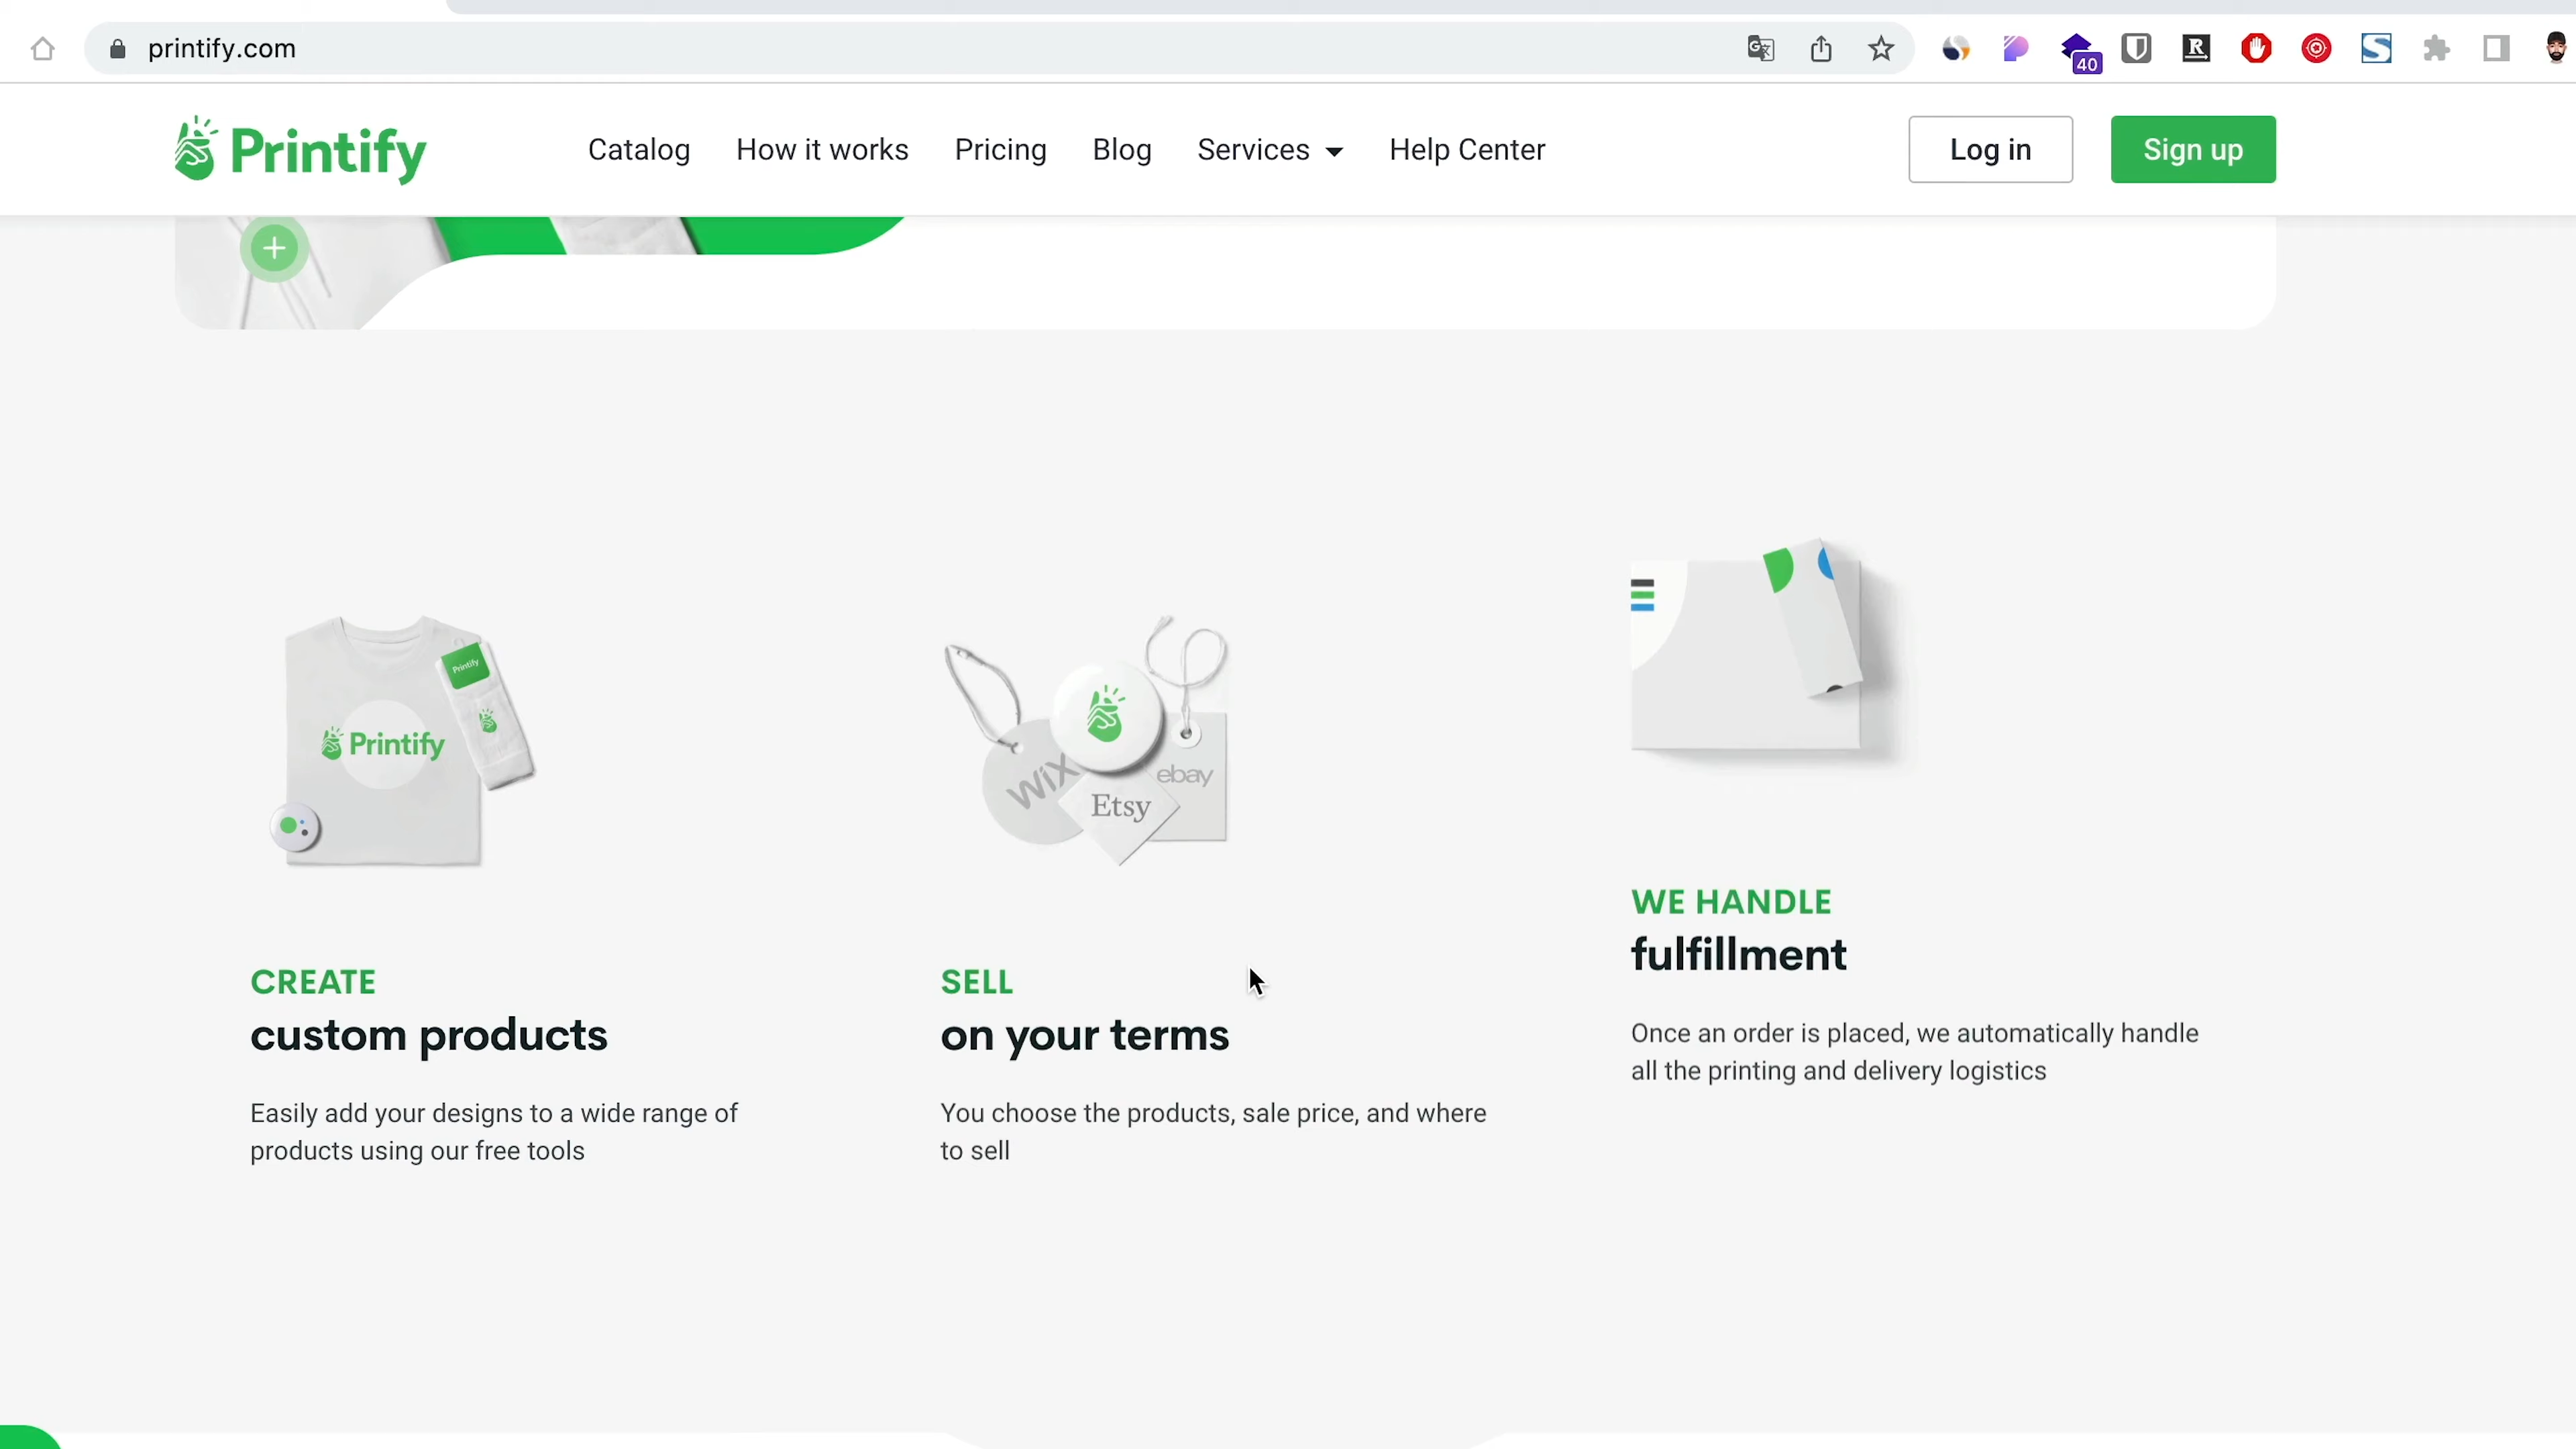 printify.com
40
Printify
Catalog
How it works
Pricing
Blog
Services
Help Center
Log in
Sign up
Printify
Printify
WiX
Etsy
ebay
CREATE
custom products
Easily add your designs to a wide range of
products using our free tools
SELL
on your terms
You choose the products, sale price, and where
to sell
WE HANDLE
fulfillment
Once an order is placed, we automatically handle
all the printing and delivery logistics